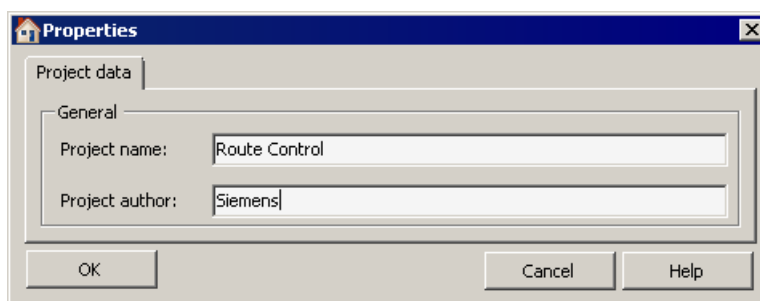 Properties
Project data
General
Project name: Route Control
Project author: Siemens
OK Cancel Help